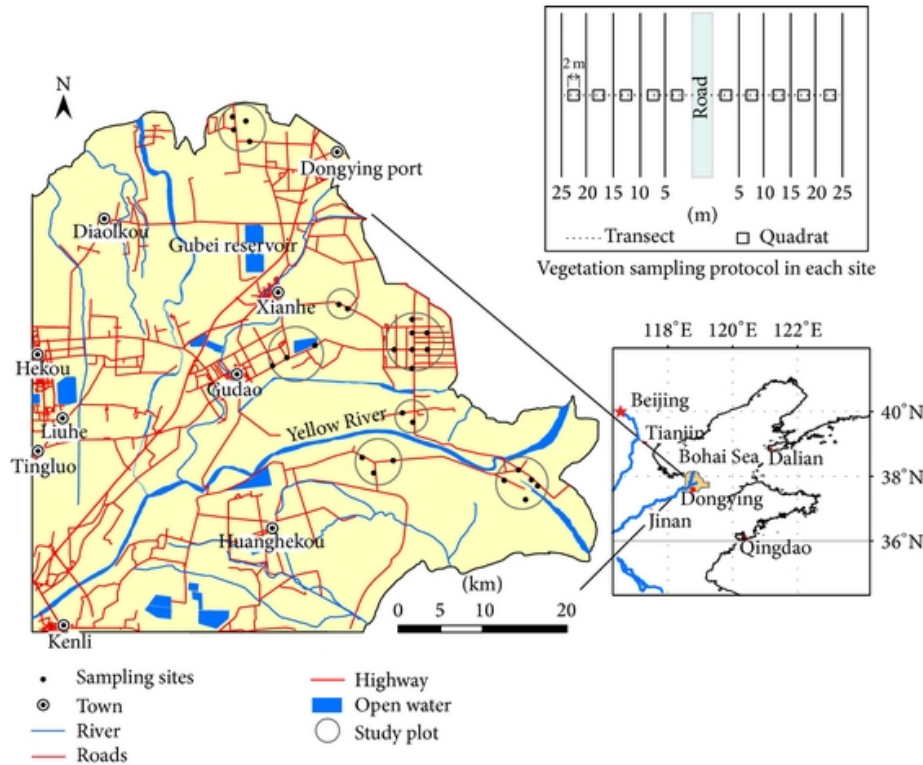 N
Dongying port
Diaolkou
Gubei reservoir
Xianhe
Hekou
Gudao
Liuhe
Yellow River
Tingluo
Huanghekou
Kenli
(km)
0 5 10 20
Sampling sites
Town
River
Roads
Highway
Open water
Study plot
2 m
Road
25 20 15 10 5 5 10 15 20 25
(m)
Transect
Quadrat
Vegetation sampling protocol in each site
118°E 120°E 122°E
Beijing
40°N
Tianjin
Bohai Sea
Dalian
38°N
Dongying
Jinan
36°N
Qingdao